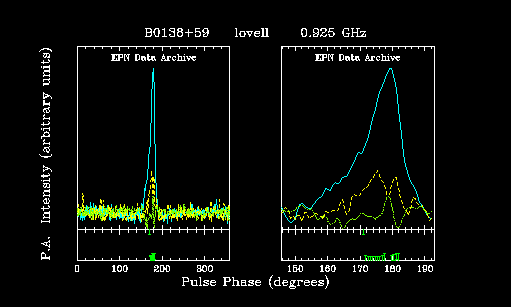 B0138+59 lovell 0.925 GHz
EPN Data Archive EPN Data Archive
Intensity (arbitrary units)
P.A.
0 100 200 300 150 160 170 180 190
Pulse Phase (degrees)